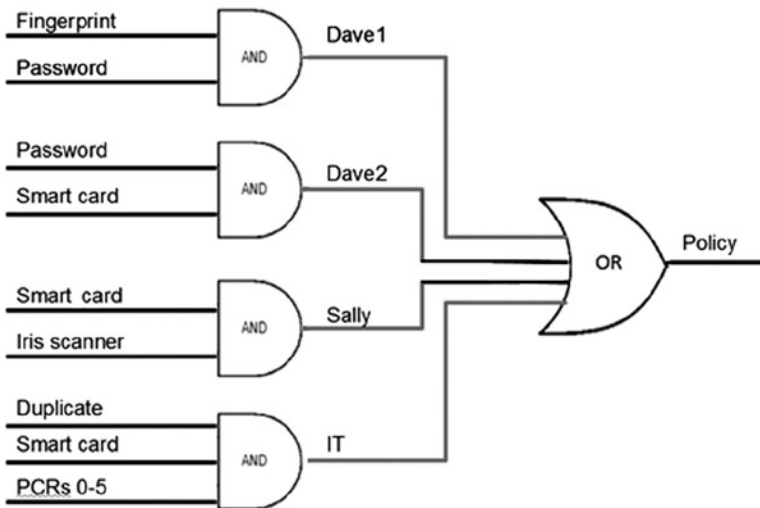 Fingerprint
Password
AND
Dave1
Password
Smart card
AND
Dave2
Smart card
Iris scanner
AND
Sally
Duplicate
Smart card
PCRs 0-5
AND
IT
OR
Policy